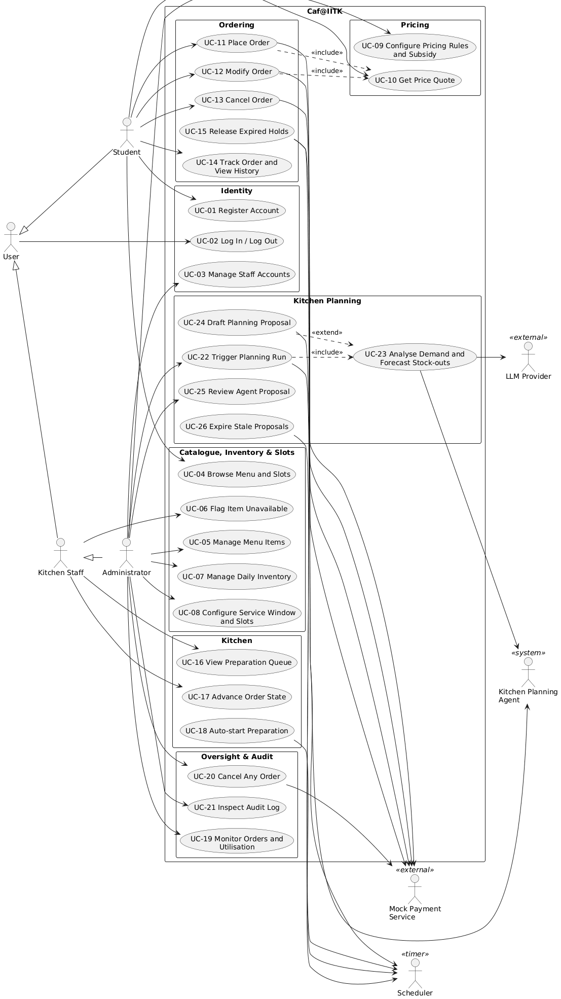 Caf@IITK
Ordering
UC-11 Place Order
UC-12 Modify Order
UC-13 Cancel Order
UC-15 Release Expired Holds
UC-14 Track Order and
View History
Pricing
UC-09 Configure Pricing Rules
and Subsidy
UC-10 Get Price Quote
«include»
«include»
Student
Identity
UC-01 Register Account
UC-02 Log In / Log Out
UC-03 Manage Staff Accounts
User
Kitchen Planning
UC-24 Draft Planning Proposal
UC-22 Trigger Planning Run
UC-25 Review Agent Proposal
UC-26 Expire Stale Proposals
«extend»
«include»
UC-23 Analyse Demand and
Forecast Stock-outs
«external»
LLM Provider
Catalogue, Inventory & Slots
UC-04 Browse Menu and Slots
UC-06 Flag Item Unavailable
UC-05 Manage Menu Items
UC-07 Manage Daily Inventory
UC-08 Configure Service Window
and Slots
Kitchen Staff
Administrator
Kitchen
UC-16 View Preparation Queue
UC-17 Advance Order State
UC-18 Auto-start Preparation
«system»
Kitchen Planning
Agent
Oversight & Audit
UC-20 Cancel Any Order
UC-21 Inspect Audit Log
UC-19 Monitor Orders and
Utilisation
«external»
Mock Payment
Service
«timer»
Scheduler